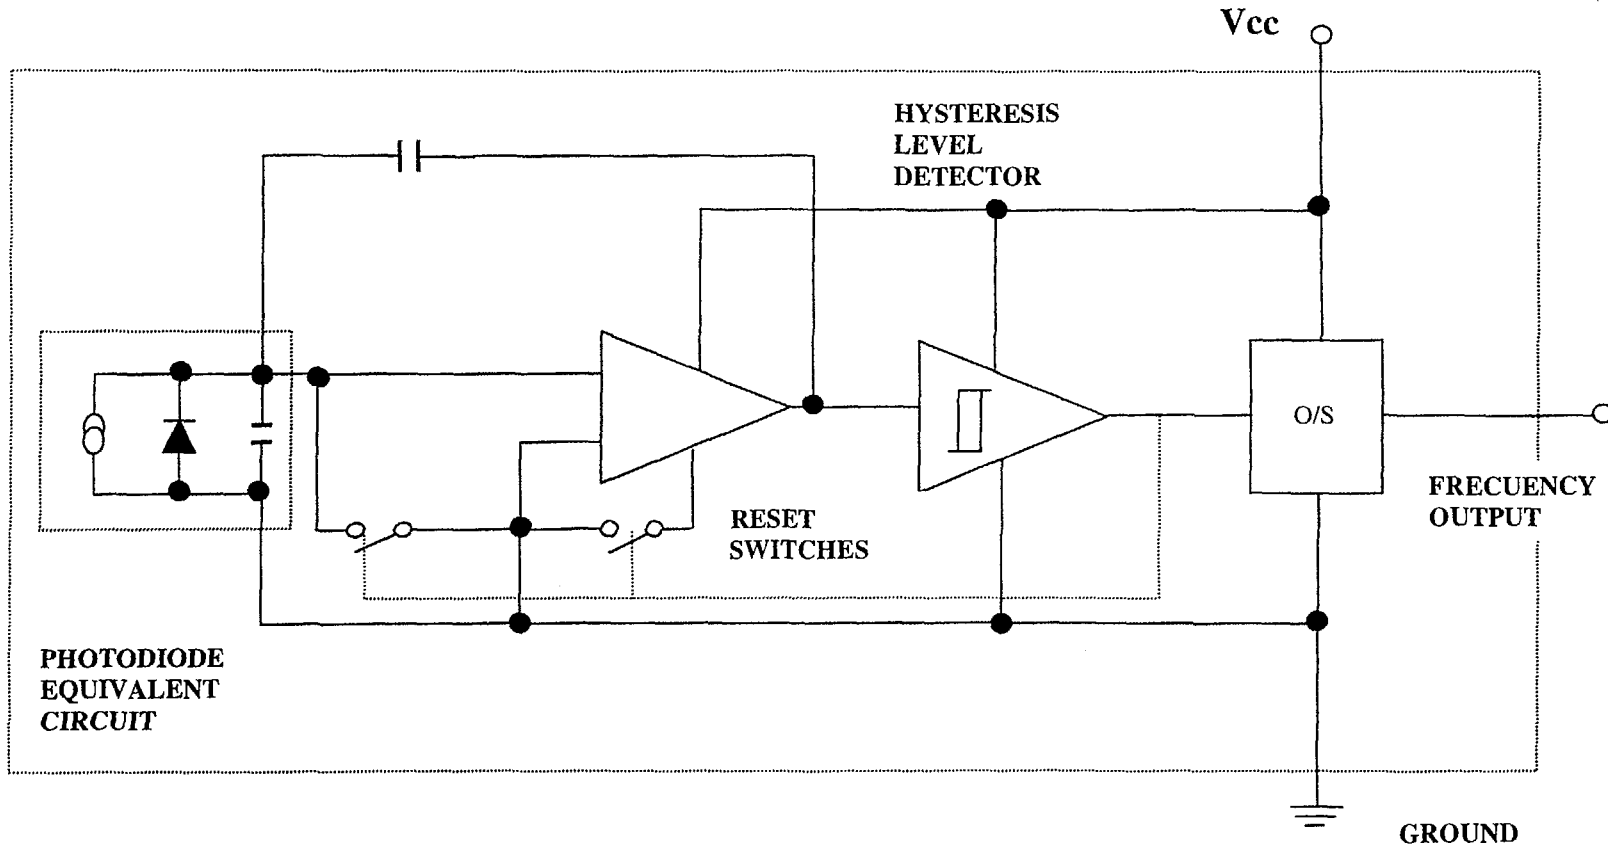 Vcc
HYSTERESIS
LEVEL
DETECTOR
O/S
FRECUENCY
OUTPUT
RESET
SWITCHES
PHOTODIODE
EQUIVALENT
CIRCUIT
GROUND